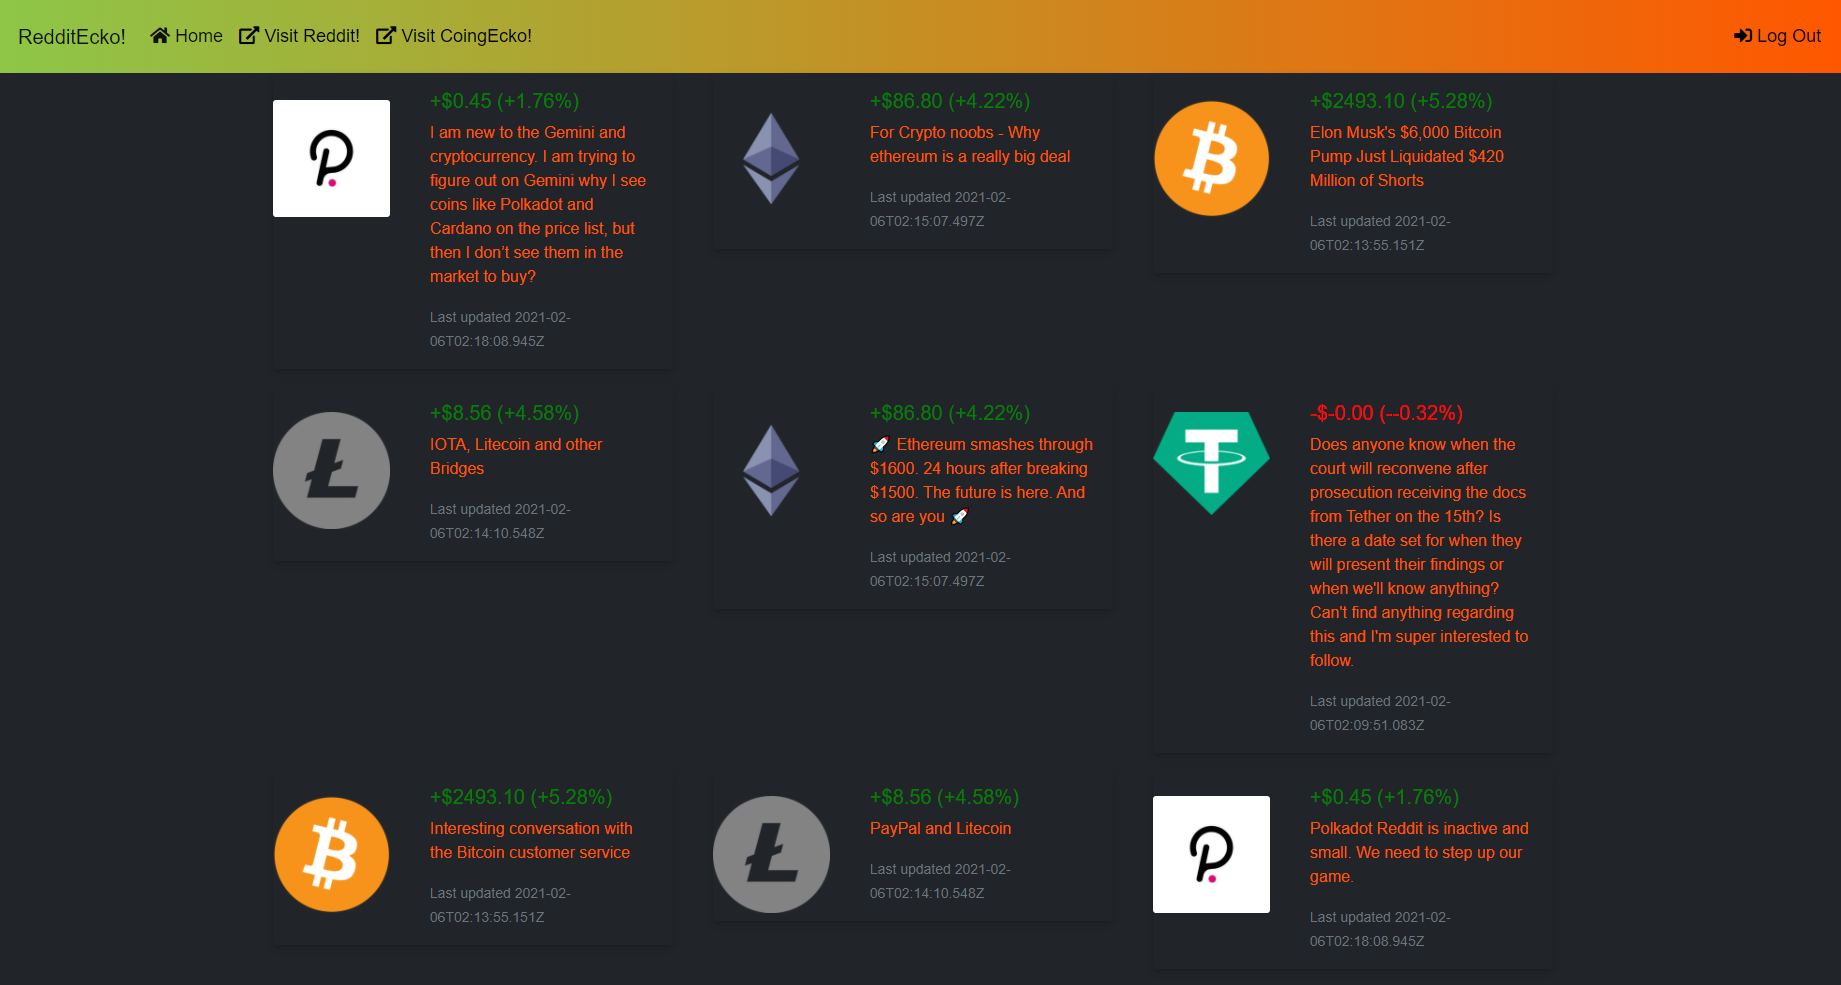 RedditEcko! Home Visit Reddit! Visit CoingEcko! Log Out
+$0.45 (+1.76%)
I am new to the Gemini and
cryptocurrency. I am trying to
figure out on Gemini why I see
coins like Polkadot and
Cardano on the price list, but
then I don’t see them in the
market to buy?
Last updated 2021-02-
06T02:18:08.945Z
+$86.80 (+4.22%)
For Crypto noobs - Why
ethereum is a really big deal
Last updated 2021-02-
06T02:15:07.497Z
+$2493.10 (+5.28%)
Elon Musk's $6,000 Bitcoin
Pump Just Liquidated $420
Million of Shorts
Last updated 2021-02-
06T02:13:55.151Z
+$8.56 (+4.58%)
IOTA, Litecoin and other
Bridges
Last updated 2021-02-
06T02:14:10.548Z
+$86.80 (+4.22%)
🚀 Ethereum smashes through
$1600. 24 hours after breaking
$1500. The future is here. And
so are you 🚀
Last updated 2021-02-
06T02:15:07.497Z
-$-0.00 (--0.32%)
Does anyone know when the
court will reconvene after
prosecution receiving the docs
from Tether on the 15th? Is
there a date set for when they
will present their findings or
when we'll know anything?
Can't find anything regarding
this and I'm super interested to
follow.
Last updated 2021-02-
06T02:09:51.083Z
+$2493.10 (+5.28%)
Interesting conversation with
the Bitcoin customer service
Last updated 2021-02-
06T02:13:55.151Z
+$8.56 (+4.58%)
PayPal and Litecoin
Last updated 2021-02-
06T02:14:10.548Z
+$0.45 (+1.76%)
Polkadot Reddit is inactive and
small. We need to step up our
game.
Last updated 2021-02-
06T02:18:08.945Z